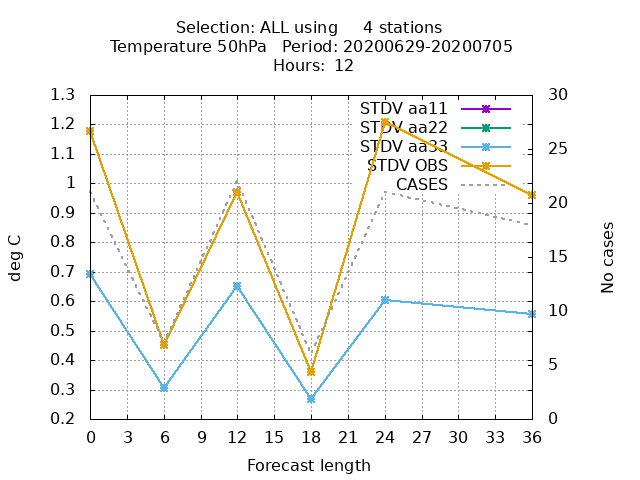 Selection: ALL using     4 stations
Temperature 50hPa   Period: 20200629-20200705
Hours: 12
1.3
1.2
1.1
1
0.9
0.8
0.7
0.6
0.5
0.4
0.3
0.2
deg C
STDV aa11
STDV aa22
STDV aa33
STDV OBS
CASES
30
25
20
15
10
5
0
No cases
0 3 6 9 12 15 18 21 24 27 30 33 36
Forecast length